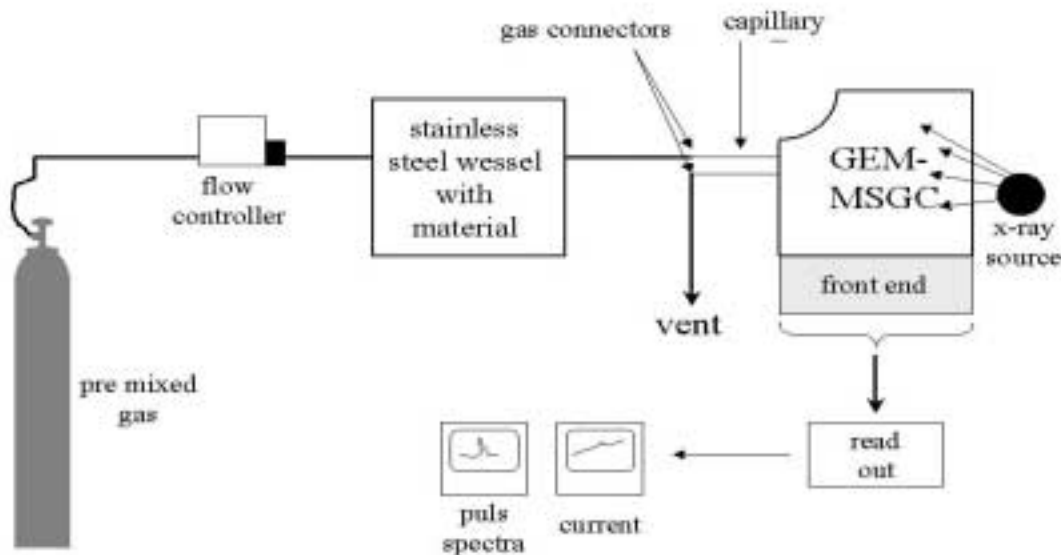 gas connectors
capillary
stainless
steel wessel
with
material
GEM-
MSGC
flow
controller
x-ray
source
front end
vent
pre mixed
gas
read
out
puls
spectra
current